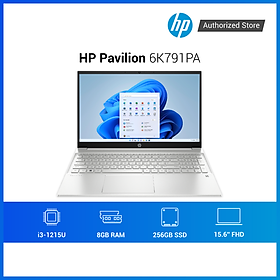 hp
Authorized Store
HP Pavilion 6K791PA
i3-1215U
8GB RAM
256GB SSD
15.6" FHD